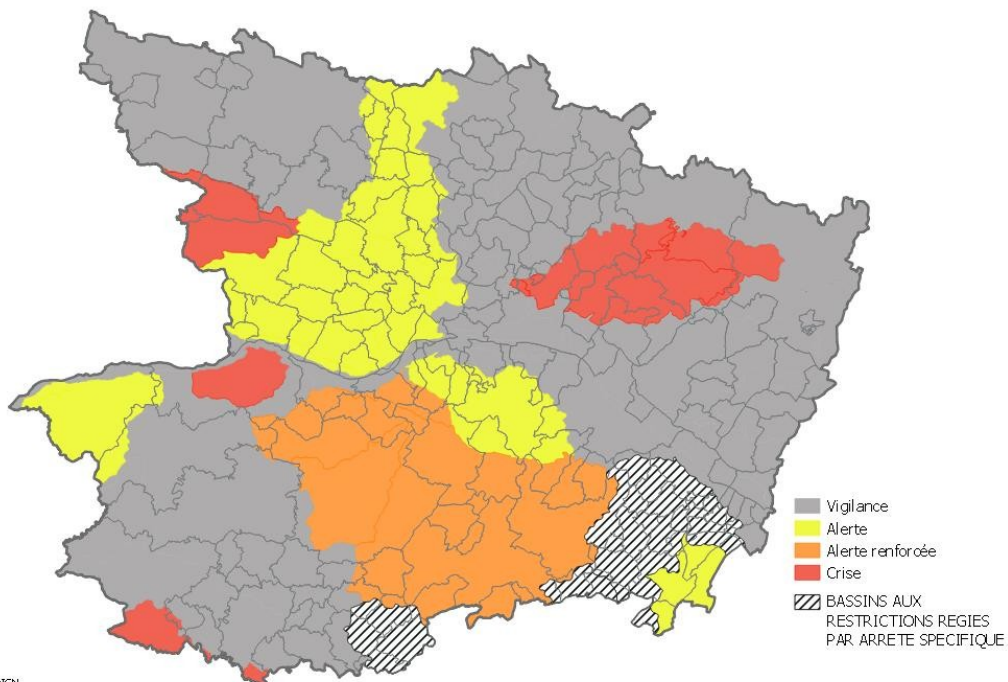 Vigilance
Alerte
Alerte renforcée
Crise
BASSINS AUX
RESTRICTIONS REGIES
PAR ARRETE SPECIFIQUE